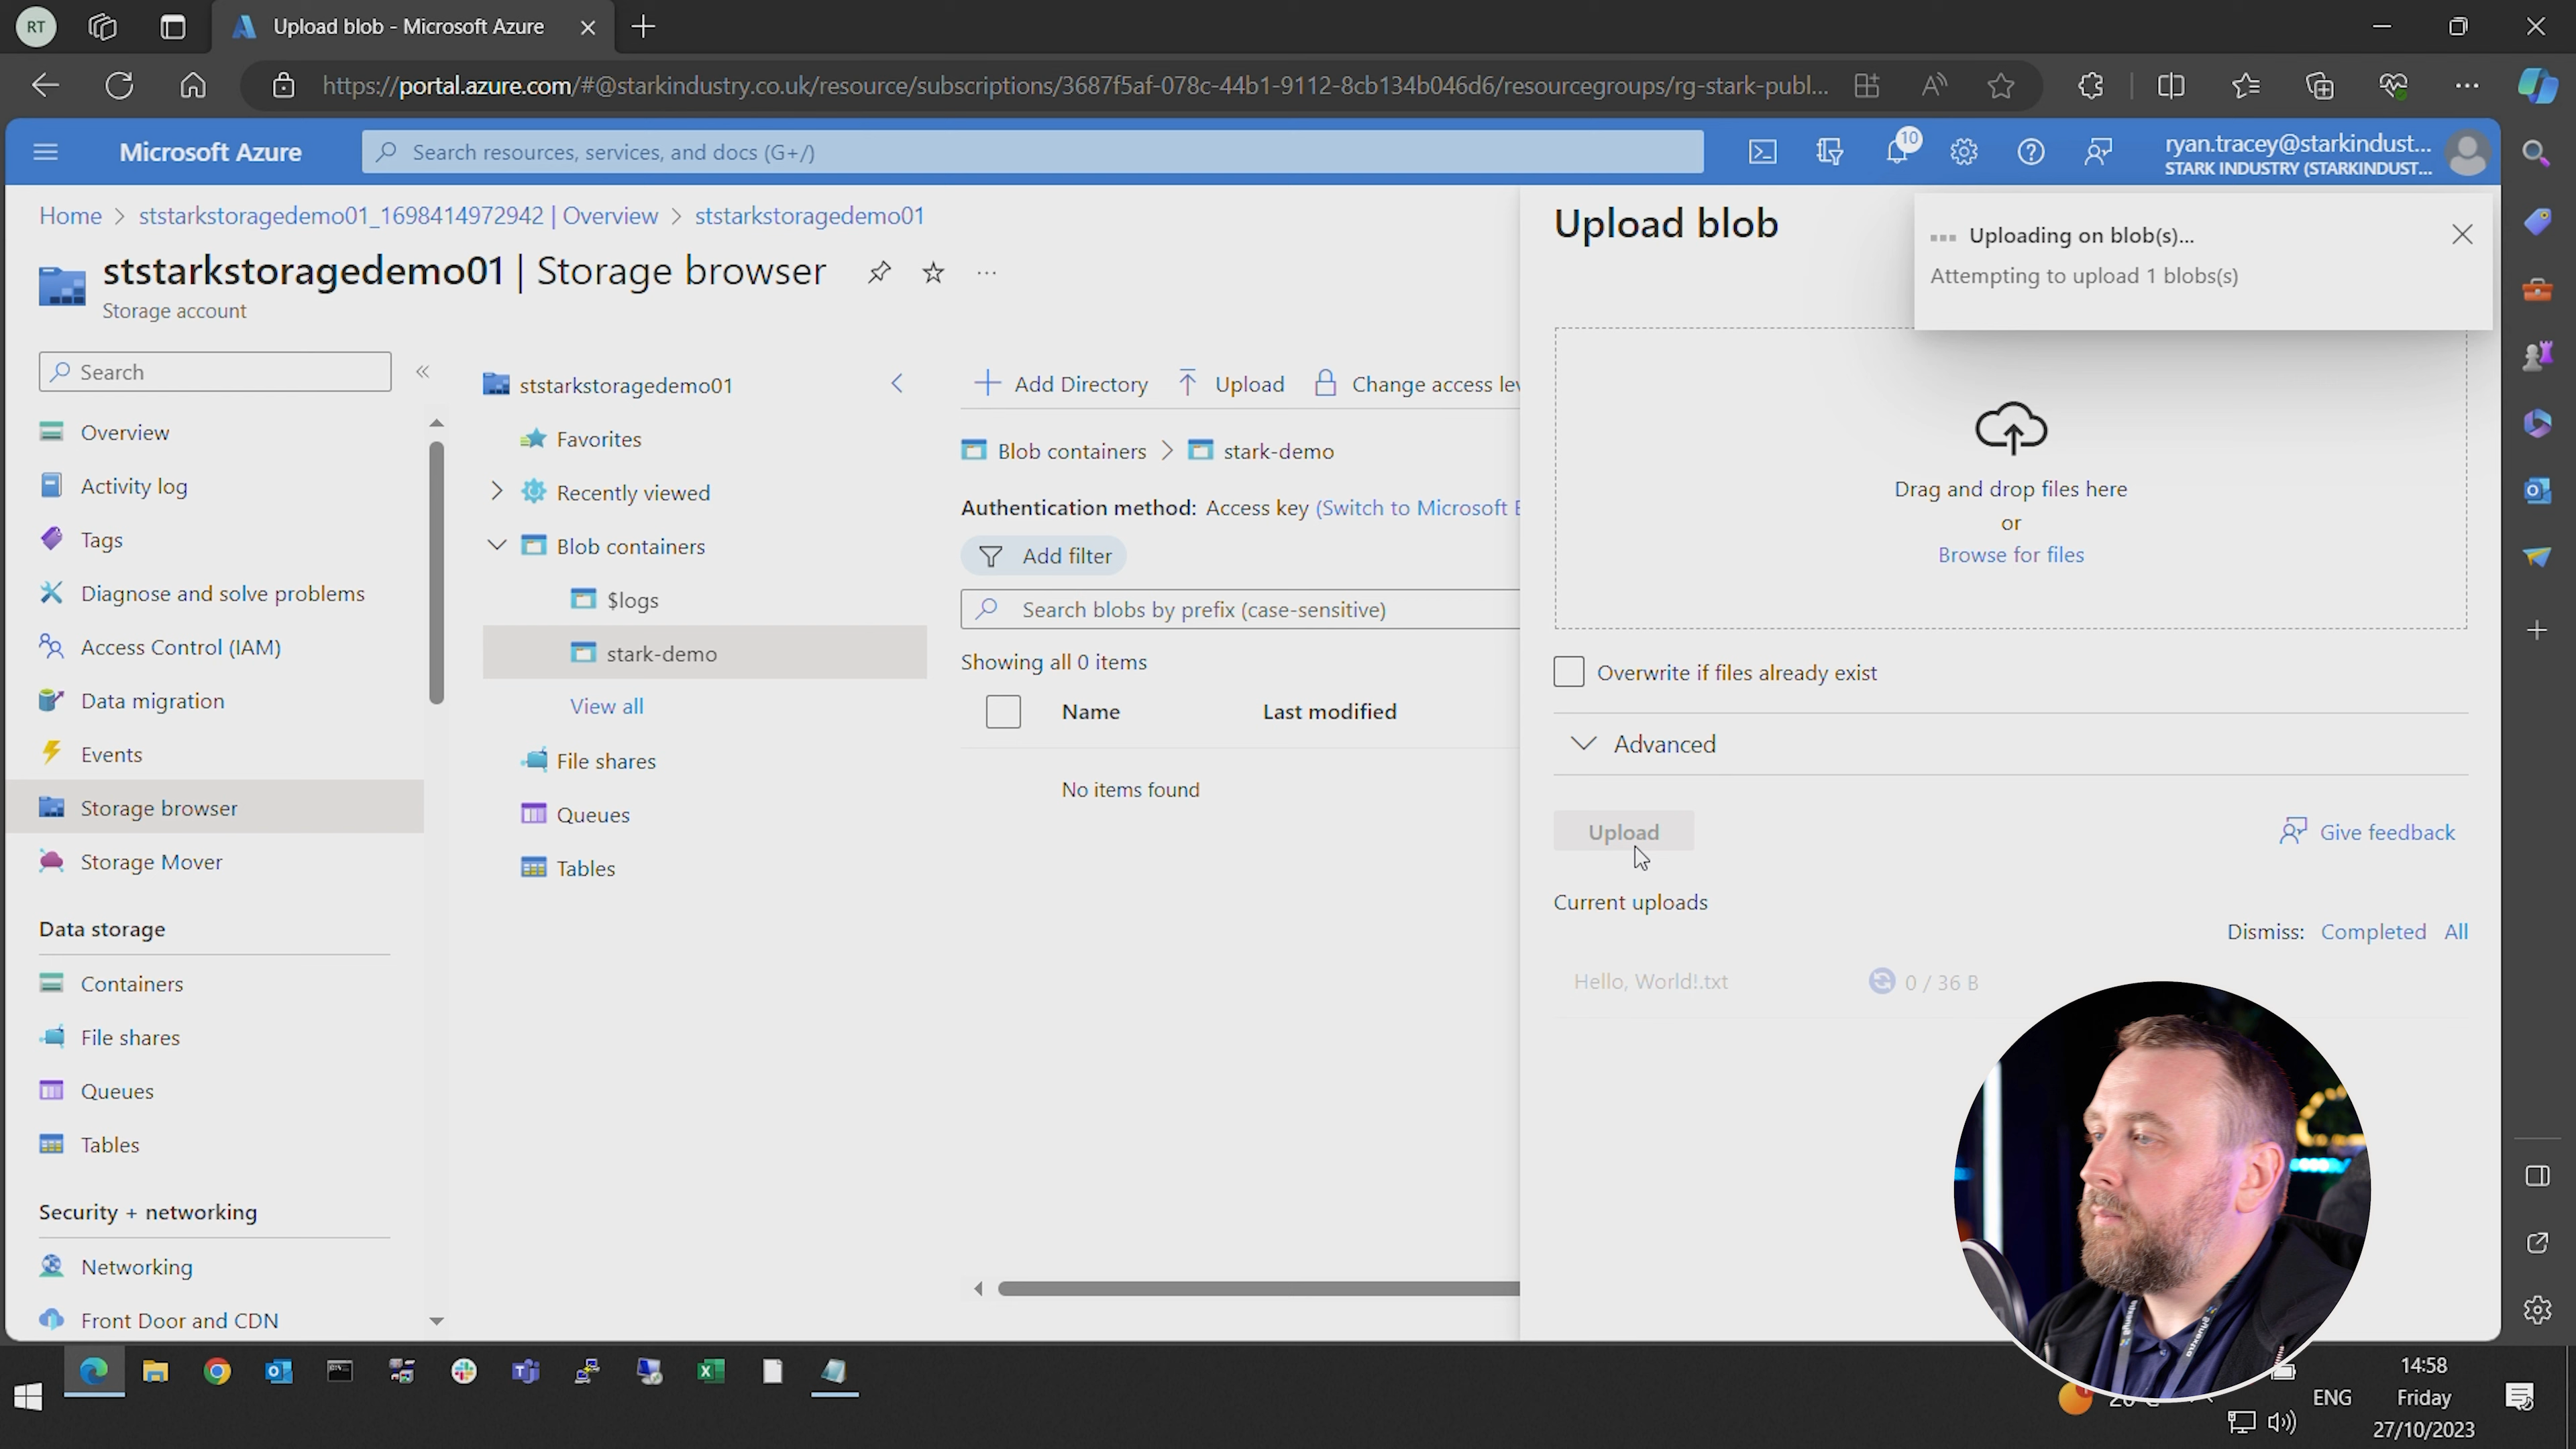 RT
Upload blob - Microsoft Azure
https://portal.azure.com/#@starkindustry.co.uk/resource/subscriptions/3687f5af-078c-44b1-9112-8cb134b046d6/resourcegroups/rg-stark-publ...
Microsoft Azure
Search resources, services, and docs (G+/)
10
ryan.tracey@starkindust...
STARK INDUSTRY (STARKINDUST...
Home > ststarkstoragedemo01_1698414972942 | Overview > ststarkstoragedemo01
ststarkstoragedemo01 | Storage browser
Storage account
Search
Overview
Activity log
Tags
Diagnose and solve problems
Access Control (IAM)
Data migration
Events
Storage browser
Storage Mover
Data storage
Containers
File shares
Queues
Tables
Security + networking
Networking
Front Door and CDN
ststarkstoragedemo01
Favorites
Recently viewed
Blob containers
$logs
stark-demo
View all
File shares
Queues
Tables
Add Directory
Upload
Change access lev
Blob containers > stark-demo
Authentication method: Access key (Switch to Microsoft E
Add filter
Search blobs by prefix (case-sensitive)
Showing all 0 items
Name
Last modified
No items found
Upload blob
Uploading on blob(s)...
Attempting to upload 1 blobs(s)
Drag and drop files here
or
Browse for files
Overwrite if files already exist
Advanced
Upload
Give feedback
Current uploads
Dismiss: Completed All
Hello, World!.txt
0 / 36 B
ENG
14:58
Friday
27/10/2023